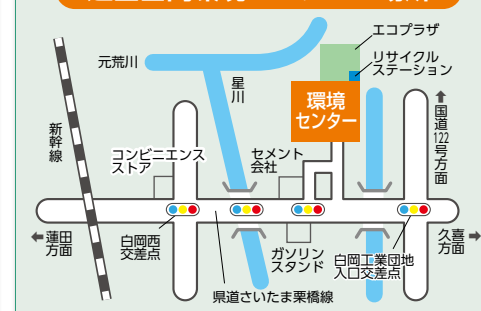 エコプラザ
元荒川
リサイクル
ステーション
星川
環境
センター
国道122号方面
新幹線
コンビニエンス
ストア
セメント
会社
蓮田
方面
白岡西
交差点
ガソリン
スタンド
白岡工業団地
入口交差点
久喜
方面
県道さいたま栗橋線